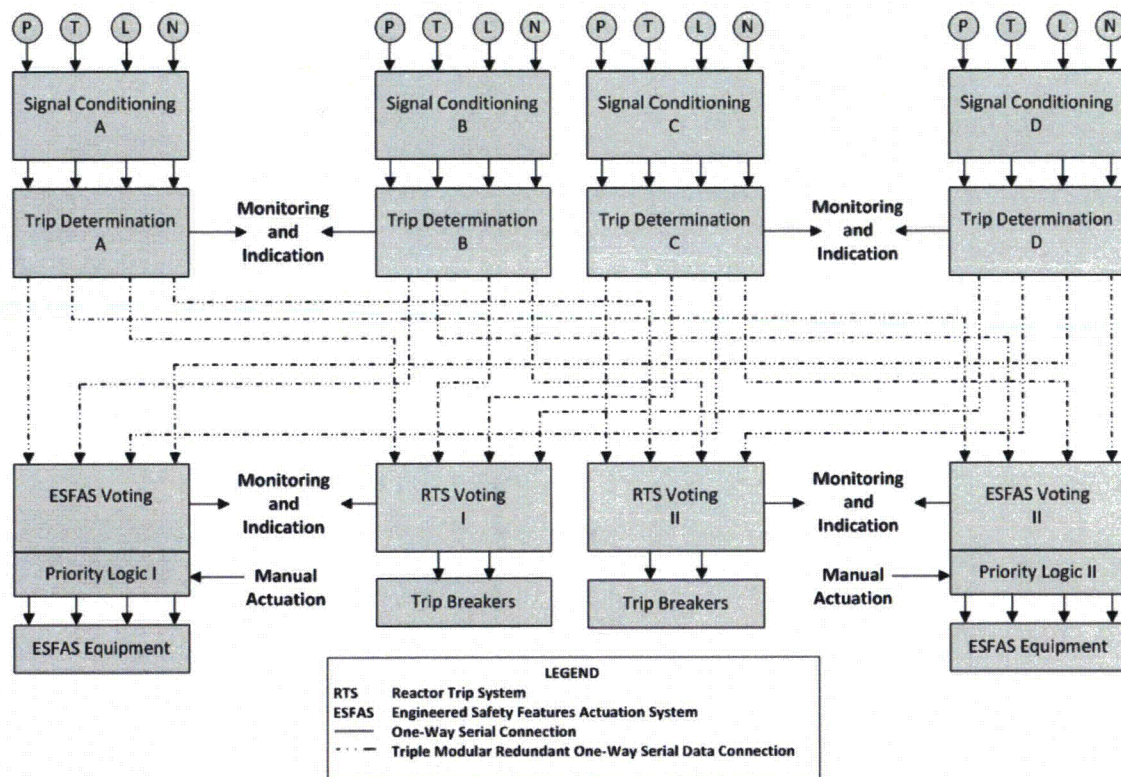 P T L N P T L N P T L N P T L N
Signal Conditioning
A
Signal Conditioning
B
Signal Conditioning
C
Signal Conditioning
D
Trip Determination
A
Monitoring
and
Indication
Trip Determination
B
Trip Determination
C
Monitoring
and
Indication
Trip Determination
D
ESFAS Voting
Monitoring
and
Indication
RTS Voting
I
RTS Voting
II
Monitoring
and
Indication
ESFAS Voting
II
Priority Logic I
Manual
Actuation
Trip Breakers
Trip Breakers
Manual
Actuation
Priority Logic II
ESFAS Equipment
ESFAS Equipment
LEGEND
RTS Reactor Trip System
ESFAS Engineered Safety Features Actuation System
One-Way Serial Connection
Triple Modular Redundant One-Way Serial Data Connection